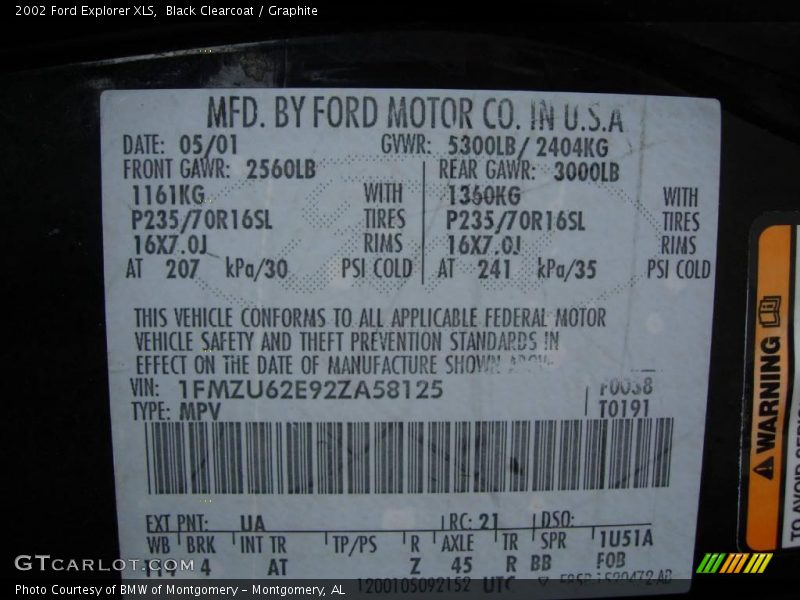 2002 Ford Explorer XLS, Black Clearcoat / Graphite
MFD. BY FORD MOTOR CO. IN U.S.A
DATE: 05/01 GVWR: 5300LB/ 2404KG
FRONT GAWR: 2560LB REAR GAWR: 3000LB
1161KG WITH 1360KG WITH
P235/70R16SL TIRES P235/70R16SL TIRES
16X7.0J RIMS 16X7.0J RIMS
AT 207 kPa/30 PSI COLD AT 241 kPa/35 PSI COLD
THIS VEHICLE CONFORMS TO ALL APPLICABLE FEDERAL MOTOR
VEHICLE SAFETY AND THEFT PREVENTION STANDARDS IN
EFFECT ON THE DATE OF MANUFACTURE SHOWN
VIN: 1FMZU62E92ZA58125 F0038
TYPE: MPV T0191
EXT PNT: UA RC: 21 DSO:
WB BRK INT TR TP/PS R AXLE TR SPR 1U51A
4 AT Z 45 R BB FOB
1200105092152 UTC
WARNING
TO AVOID
GTCARLOT.COM
Photo Courtesy of BMW of Montgomery - Montgomery, AL